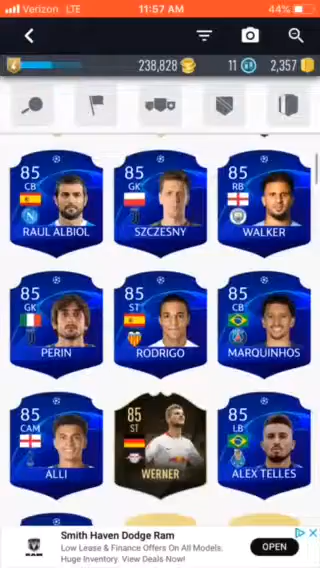 Verizon LTE 11:57 AM 44%
238,828 11 2,357
85 85 85
CB GK RB
RAUL ALBIOL SZCZESNY WALKER
85 85 85
GK ST CB
PERIN RODRIGO MARQUINHOS
85 85 85
CAM ST LB
ALLI WERNER ALEX TELLES
Smith Haven Dodge Ram
Low Lease & Finance Offers On All Models.
Huge Inventory. View Deals Now!
RAM
OPEN